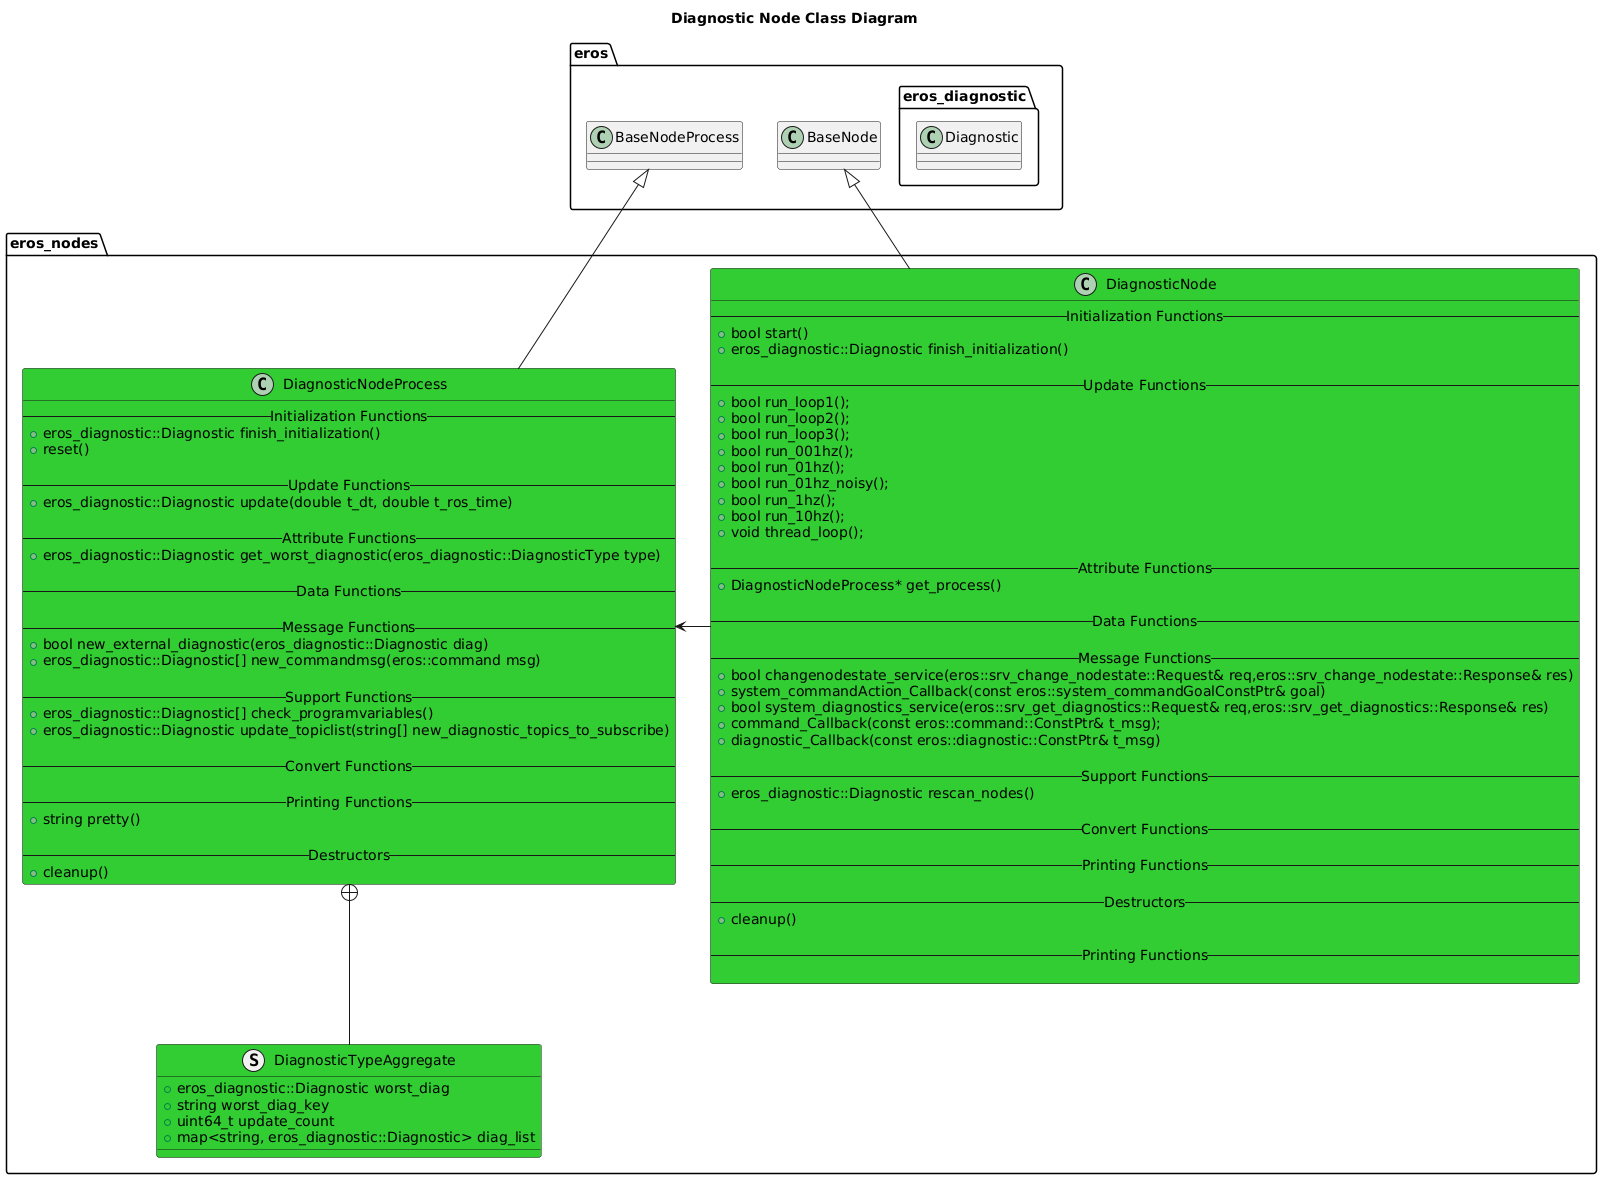 Diagnostic Node Class Diagram
eros
eros_diagnostic
C BaseNodeProcess
C BaseNode
C Diagnostic
eros_nodes
C DiagnosticNodeProcess
Initialization Functions
eros_diagnostic::Diagnostic finish_initialization()
reset()
Update Functions
eros_diagnostic::Diagnostic update(double t_dt, double t_ros_time)
Attribute Functions
eros_diagnostic::Diagnostic get_worst_diagnostic(eros_diagnostic::DiagnosticType type)
Data Functions
Message Functions
bool new_external_diagnostic(eros_diagnostic::Diagnostic diag)
eros_diagnostic::Diagnostic[] new_commandmsg(eros::command msg)
Support Functions
eros_diagnostic::Diagnostic[] check_programvariables()
eros_diagnostic::Diagnostic update_topiclist(string[] new_diagnostic_topics_to_subscribe)
Convert Functions
Printing Functions
string pretty()
Destructors
cleanup()
C DiagnosticNode
Initialization Functions
bool start()
eros_diagnostic::Diagnostic finish_initialization()
Update Functions
bool run_loop1();
bool run_loop2();
bool run_loop3();
bool run_001hz();
bool run_01hz();
bool run_01hz_noisy();
bool run_1hz();
bool run_10hz();
void thread_loop();
Attribute Functions
DiagnosticNodeProcess* get_process()
Data Functions
Message Functions
bool changenodestate_service(eros::srv_change_nodestate::Request& req,eros::srv_change_nodestate::Response& res)
system_commandAction_Callback(const eros::system_commandGoalConstPtr& goal)
bool system_diagnostics_service(eros::srv_get_diagnostics::Request& req,eros::srv_get_diagnostics::Response& res)
command_Callback(const eros::command::ConstPtr& t_msg);
diagnostic_Callback(const eros::diagnostic::ConstPtr& t_msg)
Support Functions
eros_diagnostic::Diagnostic rescan_nodes()
Convert Functions
Printing Functions
Destructors
cleanup()
Printing Functions
S DiagnosticTypeAggregate
eros_diagnostic::Diagnostic worst_diag
string worst_diag_key
uint64_t update_count
map<string, eros_diagnostic::Diagnostic> diag_list